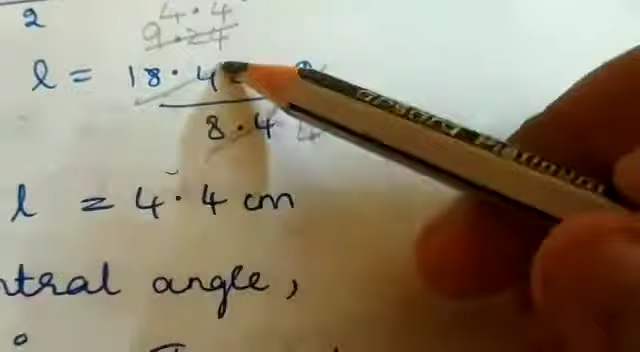 2
4.4
9.24
l = 18.4
8.4
l = 4.4 cm
ntral angle,